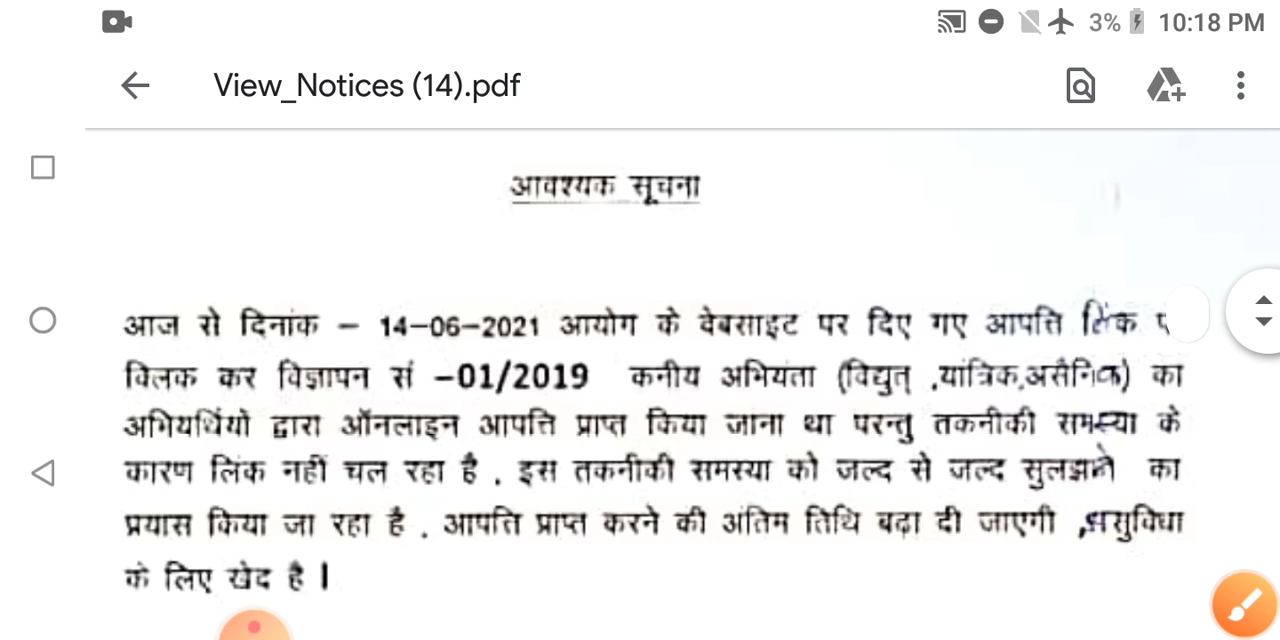 3% 10:18 PM
View_Notices (14).pdf
आवश्यक सूचना
आज से दिनांक – 14–06–2021 आयोग के वेबसाइट पर दिए गए आपत्ति लिंक
क्लिक कर विज्ञापन सं –01/2019 कनीय अभियंता (विद्युत् ,यांत्रिक,असैनिक) का
अभियर्थियो द्वारा ऑनलाइन आपत्ति प्राप्त किया जाना था परन्तु तकनीकी समस्या के
कारण लिंक नहीं चल रहा है . इस तकनीकी समस्या को जल्द से जल्द सुलझाने का
प्रयास किया जा रहा है . आपत्ति प्राप्त करने की अंतिम तिथि बढ़ा दी जाएगी ,असुविधा
के लिए खेद है।